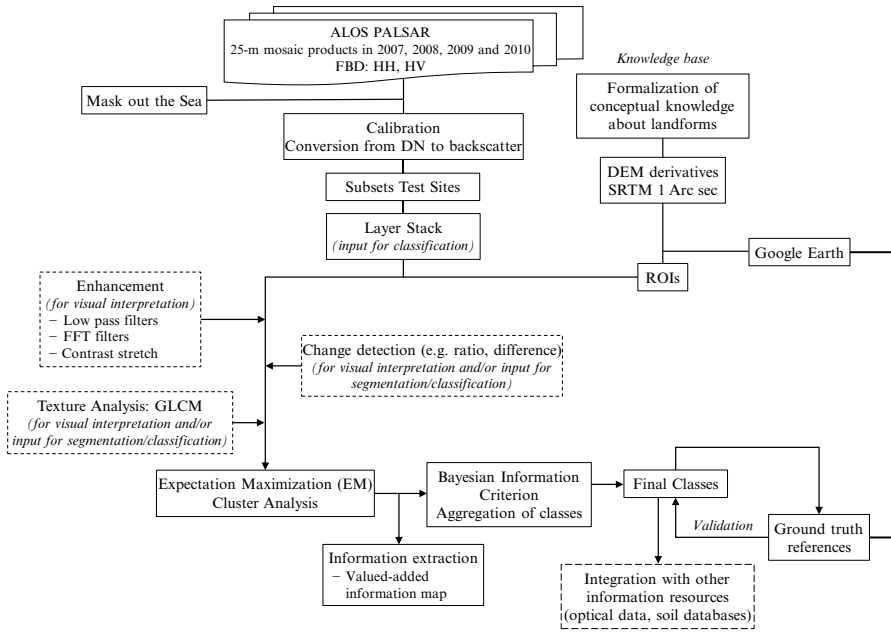 ALOS PALSAR
25-m mosaic products in 2007, 2008, 2009 and 2010
FBD: HH, HV
Knowledge base
Mask out the Sea
Formalization of
conceptual knowledge
about landforms
Calibration
Conversion from DN to backscatter
DEM derivatives
SRTM 1 Arc sec
Subsets Test Sites
Layer Stack
(input for classification)
Google Earth
ROIs
Enhancement
(for visual interpretation)
– Low pass filters
– FFT filters
– Contrast stretch
Change detection (e.g. ratio, difference)
(for visual interpretation and/or input for
segmentation/classification)
Texture Analysis: GLCM
(for visual interpretation and/or
input for segmentation/classification)
Expectation Maximization (EM)
Cluster Analysis
Bayesian Information
Criterion
Aggregation of classes
Final Classes
Validation
Ground truth
references
Information extraction
– Valued-added
information map
Integration with other
information resources
(optical data, soil databases)